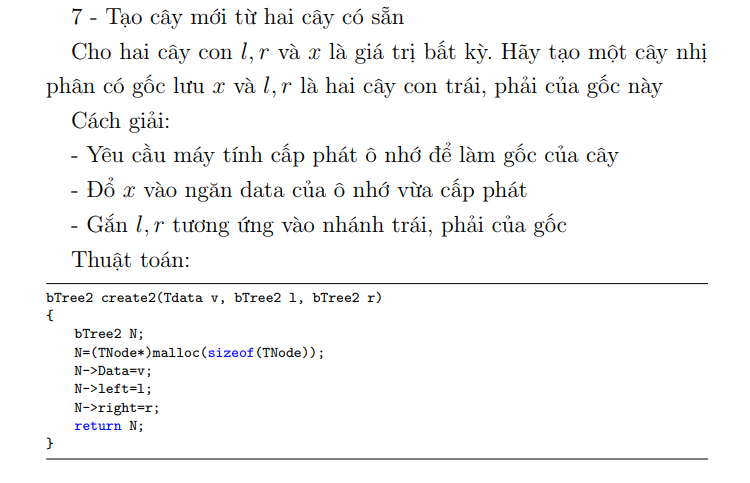 7 - Tạo cây mới từ hai cây có sẵn
Cho hai cây con l, r và x là giá trị bất kỳ. Hãy tạo một cây nhị
phân có gốc lưu x và l, r là hai cây con trái, phải của gốc này
Cách giải:
- Yêu cầu máy tính cấp phát ô nhớ để làm gốc của cây
- Đổ x vào ngăn data của ô nhớ vừa cấp phát
- Gắn l, r tương ứng vào nhánh trái, phải của gốc
Thuật toán:
bTree2 create2(Tdata v, bTree2 l, bTree2 r)
{
bTree2 N;
N=(TNode*)malloc(sizeof(TNode));
N->Data=v;
N->left=l;
N->right=r;
return N;
}